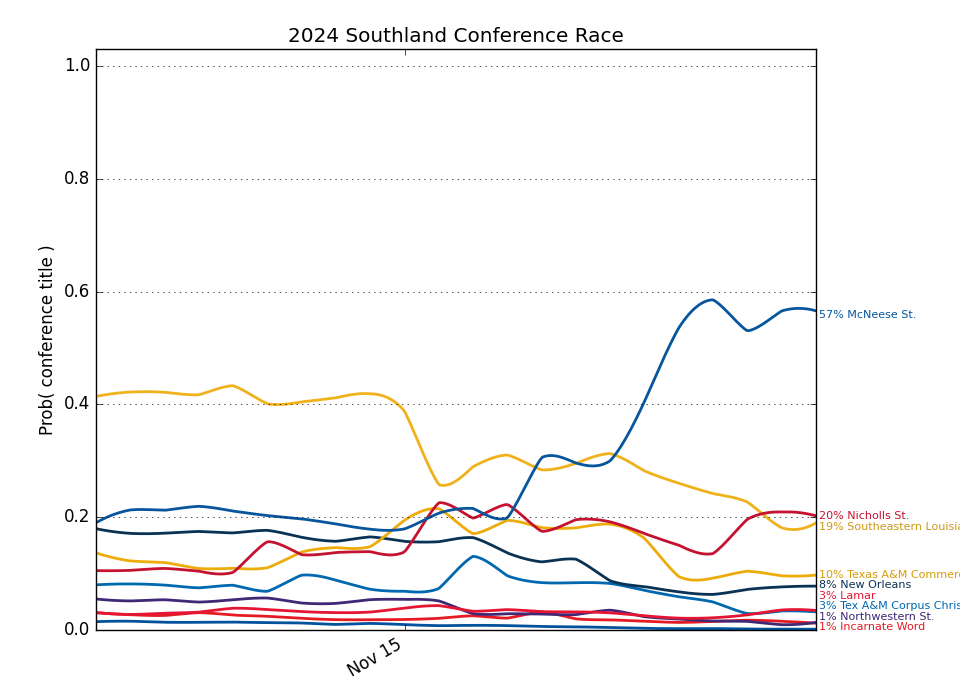 2024 Southland Conference Race
Prob( conference title )
1.0
0.8
0.6
0.4
0.2
0.0
Nov 15
57% McNeese St.
20% Nicholls St.
19% Southeastern Louisia
10% Texas A&M Commerc
8% New Orleans
3% Lamar
3% Tex A&M Corpus Chris
1% Northwestern St.
1% Incarnate Word